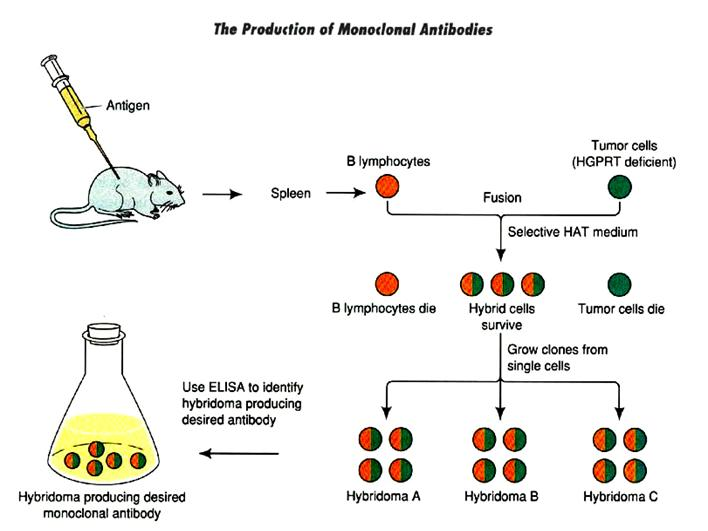 The Production of Monoclonal Antibodies
Antigen
Spleen
B lymphocytes
Tumor cells
(HGPRT deficient)
Fusion
Selective HAT medium
B lymphocytes die
Hybrid cells
survive
Tumor cells die
Grow clones from
single cells
Hybridoma A
Hybridoma B
Hybridoma C
Use ELISA to identify
hybridoma producing
desired antibody
Hybridoma producing desired
monoclonal antibody